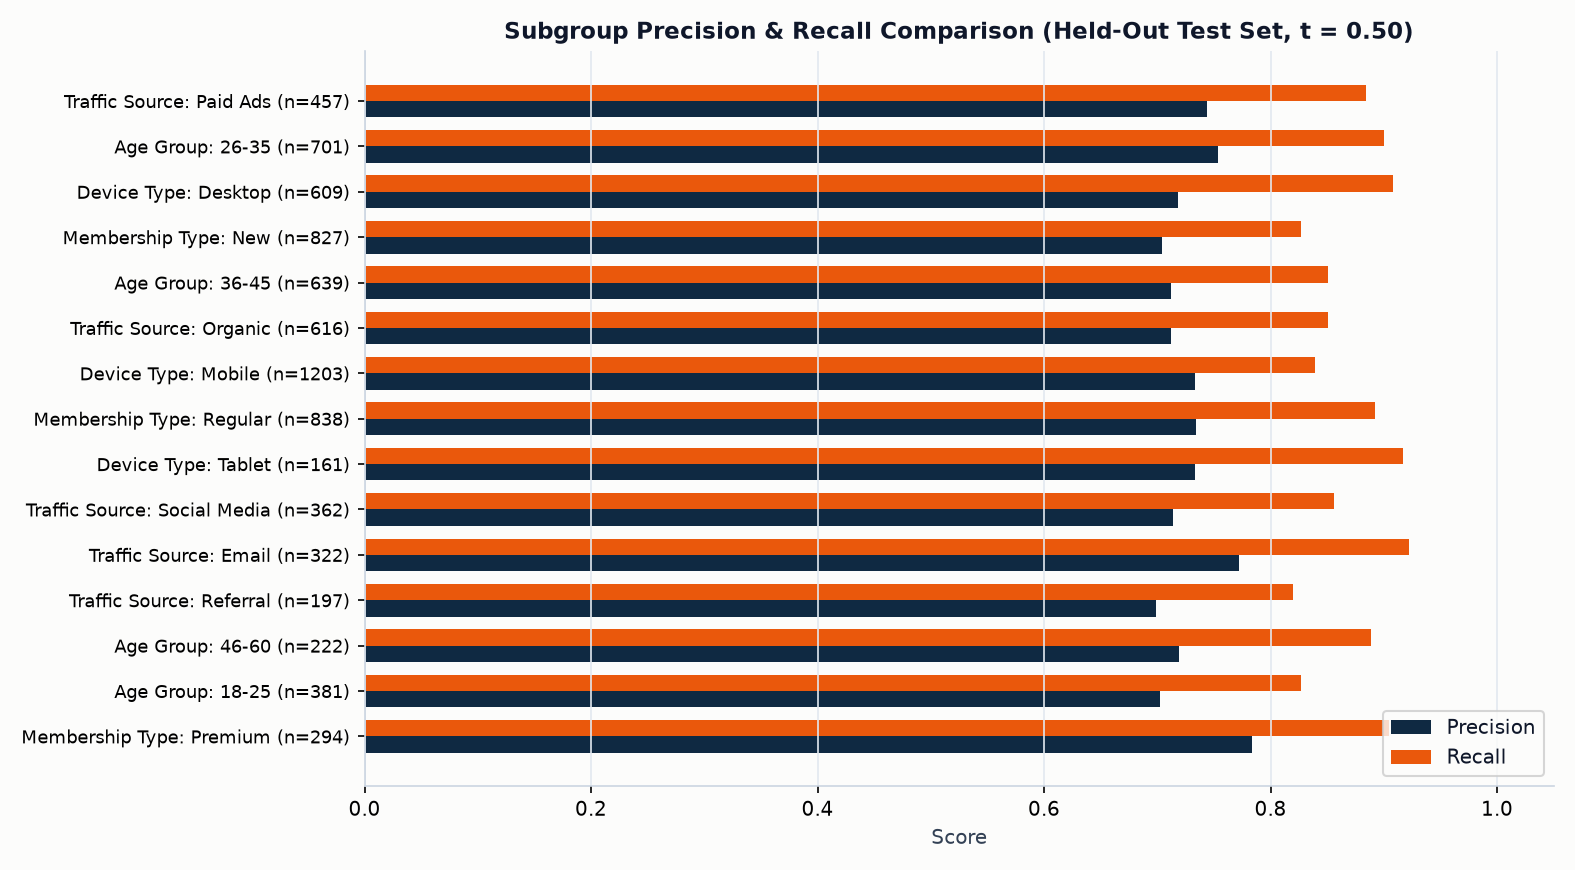 Subgroup Precision & Recall Comparison (Held-Out Test Set, t = 0.50)
Traffic Source: Paid Ads (n=457)
Age Group: 26-35 (n=701)
Device Type: Desktop (n=609)
Membership Type: New (n=827)
Age Group: 36-45 (n=639)
Traffic Source: Organic (n=616)
Device Type: Mobile (n=1203)
Membership Type: Regular (n=838)
Device Type: Tablet (n=161)
Traffic Source: Social Media (n=362)
Traffic Source: Email (n=322)
Traffic Source: Referral (n=197)
Age Group: 46-60 (n=222)
Age Group: 18-25 (n=381)
Membership Type: Premium (n=294)
Precision
Recall
0.0 0.2 0.4 0.6 0.8 1.0
Score